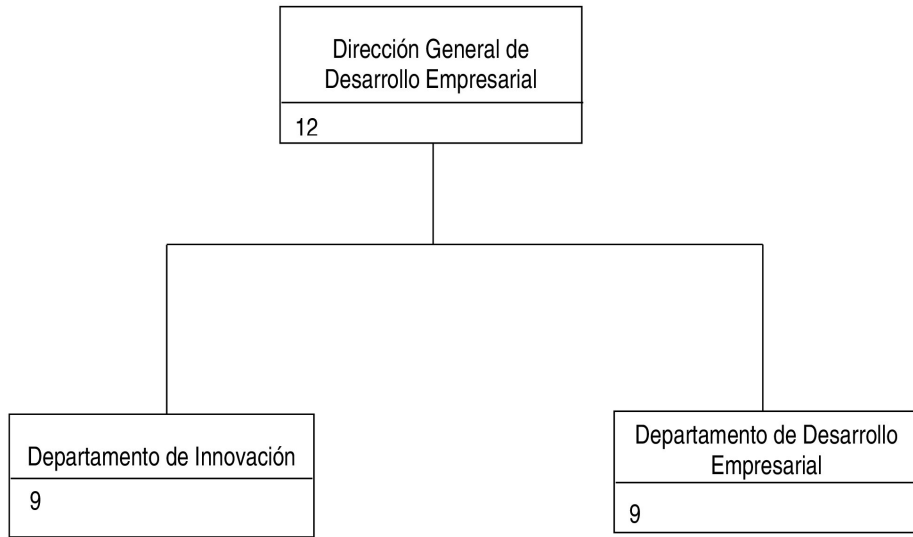 Dirección General de
Desarrollo Empresarial
12
Departamento de Innovación
9
Departamento de Desarrollo
Empresarial
9